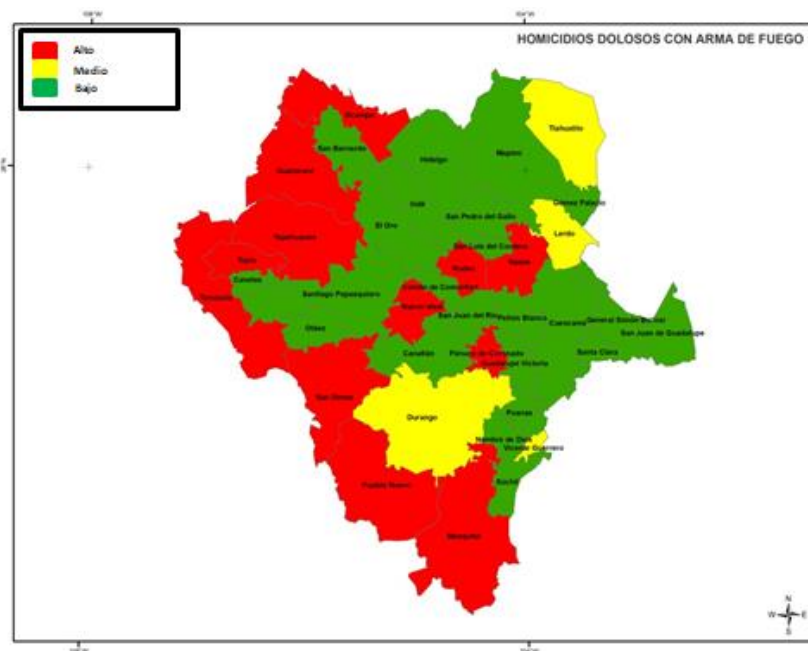 HOMICIDIOS DOLOSOS CON ARMA DE FUEGO
Alto
Medio
Bajo
Ocampo
San Bernardo
Guanaceví
Hidalgo
Mapimí
Tlahualilo
Indé
Gómez Palacio
El Oro
San Pedro del Gallo
Lerdo
Tepehuanes
San Luis del Cordero
Topia
Rodeo
Nazas
Canelas
Santiago Papasquiaro
Coneto de Comonfort
Tamazula
Nuevo Ideal
San Juan del Río
Peñón Blanco
Cuencamé
General Simón Bolívar
San Juan de Guadalupe
Otáez
Canatlán
Pánuco de Coronado
Guadalupe Victoria
Santa Clara
San Dimas
Durango
Poanas
Nombre de Dios
Vicente Guerrero
Pueblo Nuevo
Súchil
Mezquital
N
W
E
S